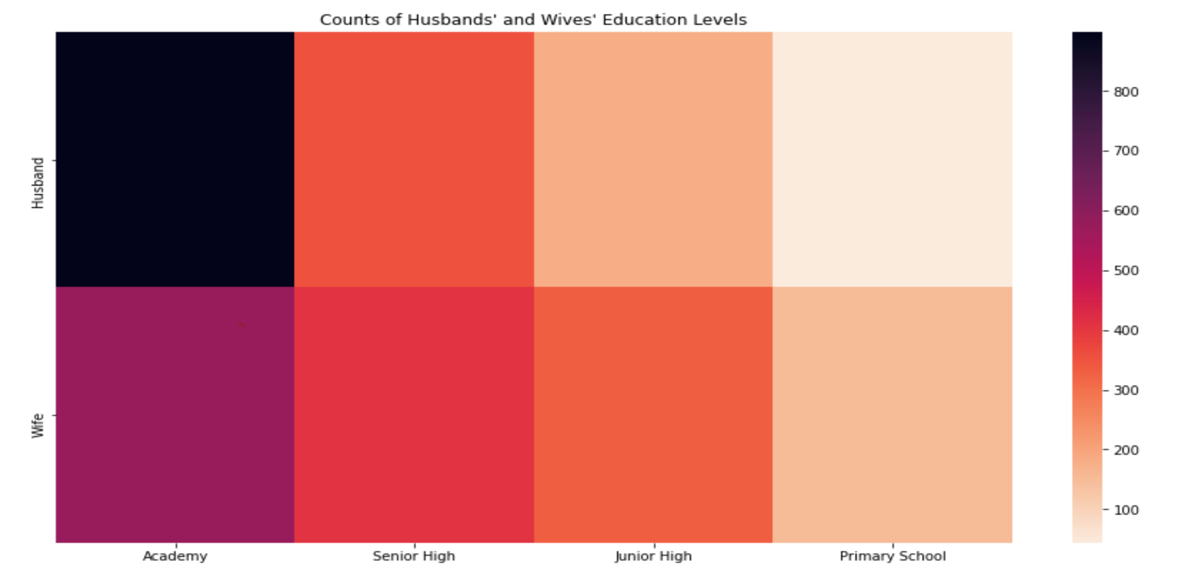 Counts of Husbands' and Wives' Education Levels
Husband
Wife
Academy
Senior High
Junior High
Primary School
800
700
600
500
400
300
200
100